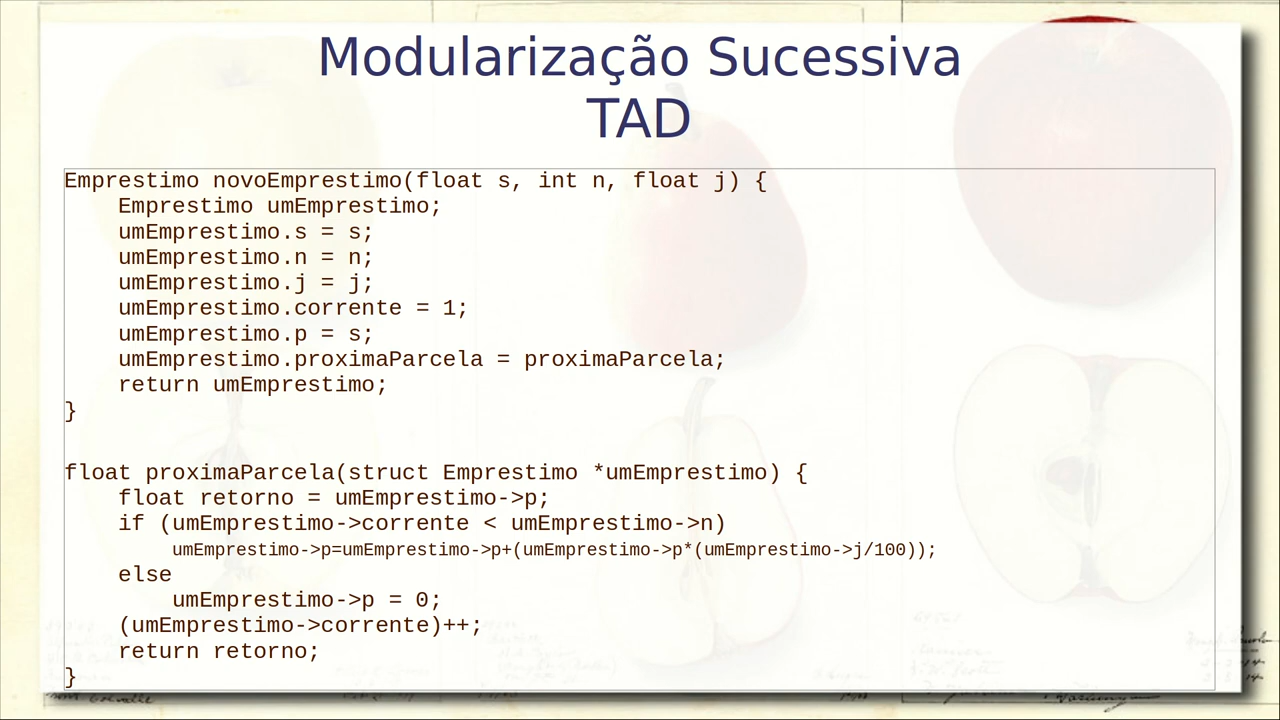 Modularização Sucessiva
TAD
Emprestimo novoEmprestimo(float s, int n, float j) {
    Emprestimo umEmprestimo;
    umEmprestimo.s = s;
    umEmprestimo.n = n;
    umEmprestimo.j = j;
    umEmprestimo.corrente = 1;
    umEmprestimo.p = s;
    umEmprestimo.proximaParcela = proximaParcela;
    return umEmprestimo;
}
float proximaParcela(struct Emprestimo *umEmprestimo) {
    float retorno = umEmprestimo->p;
    if (umEmprestimo->corrente < umEmprestimo->n)
        umEmprestimo->p=umEmprestimo->p+(umEmprestimo->p*(umEmprestimo->j/100));
    else
        umEmprestimo->p = 0;
    (umEmprestimo->corrente)++;
    return retorno;
}